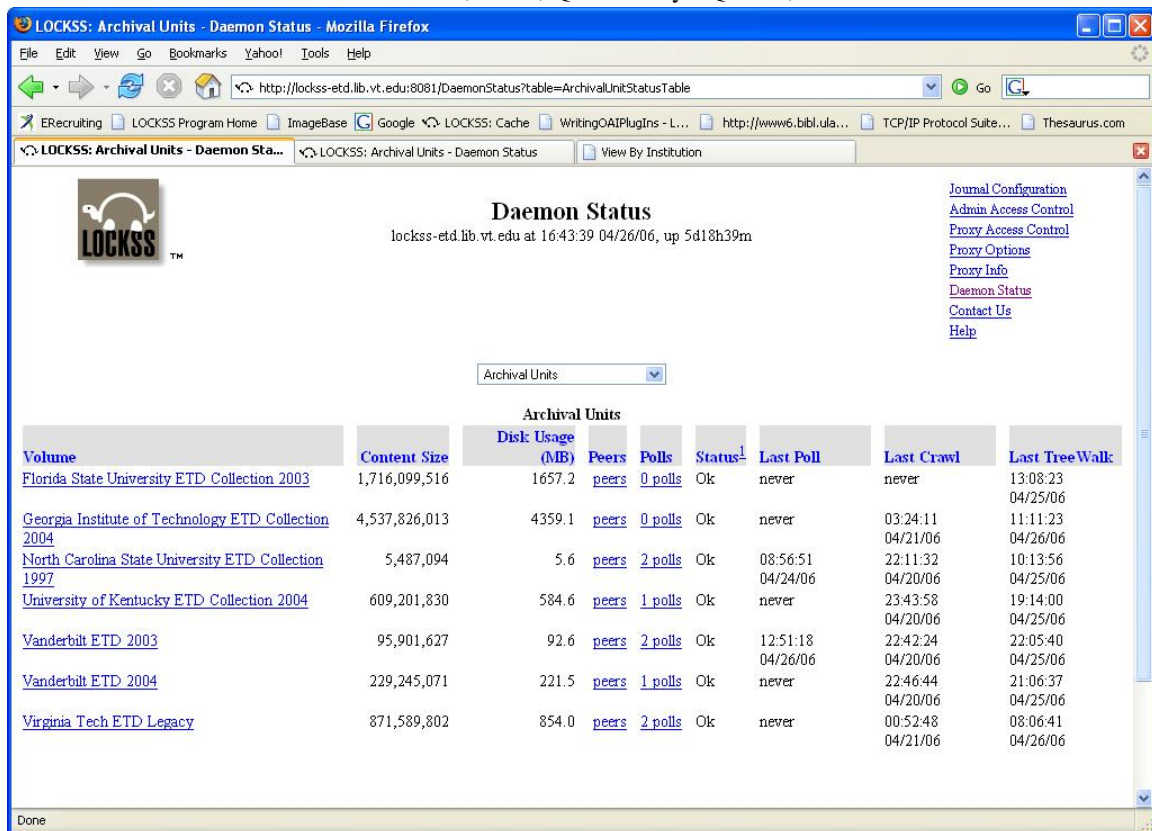 LOCKSS: Archival Units - Daemon Status - Mozilla Firefox
File Edit View Go Bookmarks Yahoo! Tools Help
http://lockss-etd.lib.vt.edu:8081/DaemonStatus?table=ArchivalUnitStatusTable Go G
ERecruiting LOCKSS Program Home ImageBase Google LOCKSS: Cache WritingOAIPlugIns - L... http://www6.bibl.ula... TCP/IP Protocol Suite... Thesaurus.com
LOCKSS: Archival Units - Daemon Sta... LOCKSS: Archival Units - Daemon Status View By Institution
LOCKSS TM
Daemon Status
lockss-etd.lib.vt.edu at 16:43:39 04/26/06, up 5d18h39m
Journal Configuration
Admin Access Control
Proxy Access Control
Proxy Options
Proxy Info
Daemon Status
Contact Us
Help
Archival Units
Archival Units
Volume Content Size Disk Usage (MB) Peers Polls Status1 Last Poll Last Crawl Last TreeWalk
Florida State University ETD Collection 2003 1,716,099,516 1657.2 peers 0 polls Ok never never 13:08:23
04/25/06
Georgia Institute of Technology ETD Collection 4,537,826,013 4359.1 peers 0 polls Ok never 03:24:11 11:11:23
2004 04/21/06 04/26/06
North Carolina State University ETD Collection 5,487,094 5.6 peers 2 polls Ok 08:56:51 22:11:32 10:13:56
1997 04/24/06 04/20/06 04/25/06
University of Kentucky ETD Collection 2004 609,201,830 584.6 peers 1 polls Ok never 23:43:58 19:14:00
04/20/06 04/25/06
Vanderbilt ETD 2003 95,901,627 92.6 peers 2 polls Ok 12:51:18 22:42:24 22:05:40
04/26/06 04/20/06 04/25/06
Vanderbilt ETD 2004 229,245,071 221.5 peers 1 polls Ok never 22:46:44 21:06:37
04/20/06 04/25/06
Virginia Tech ETD Legacy 871,589,802 854.0 peers 2 polls Ok never 00:52:48 08:06:41
04/21/06 04/26/06
Done